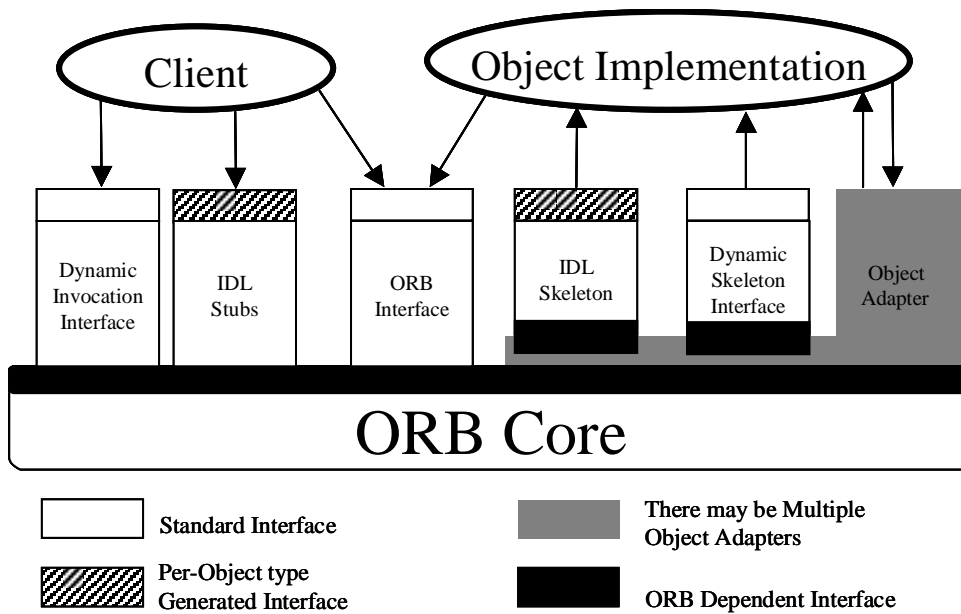 Client
Object Implementation
Dynamic
Invocation
Interface
IDL
Stubs
ORB
Interface
IDL
Skeleton
Dynamic
Skeleton
Interface
Object
Adapter
ORB Core
Standard Interface
There may be Multiple
Object Adapters
Per-Object type
Generated Interface
ORB Dependent Interface